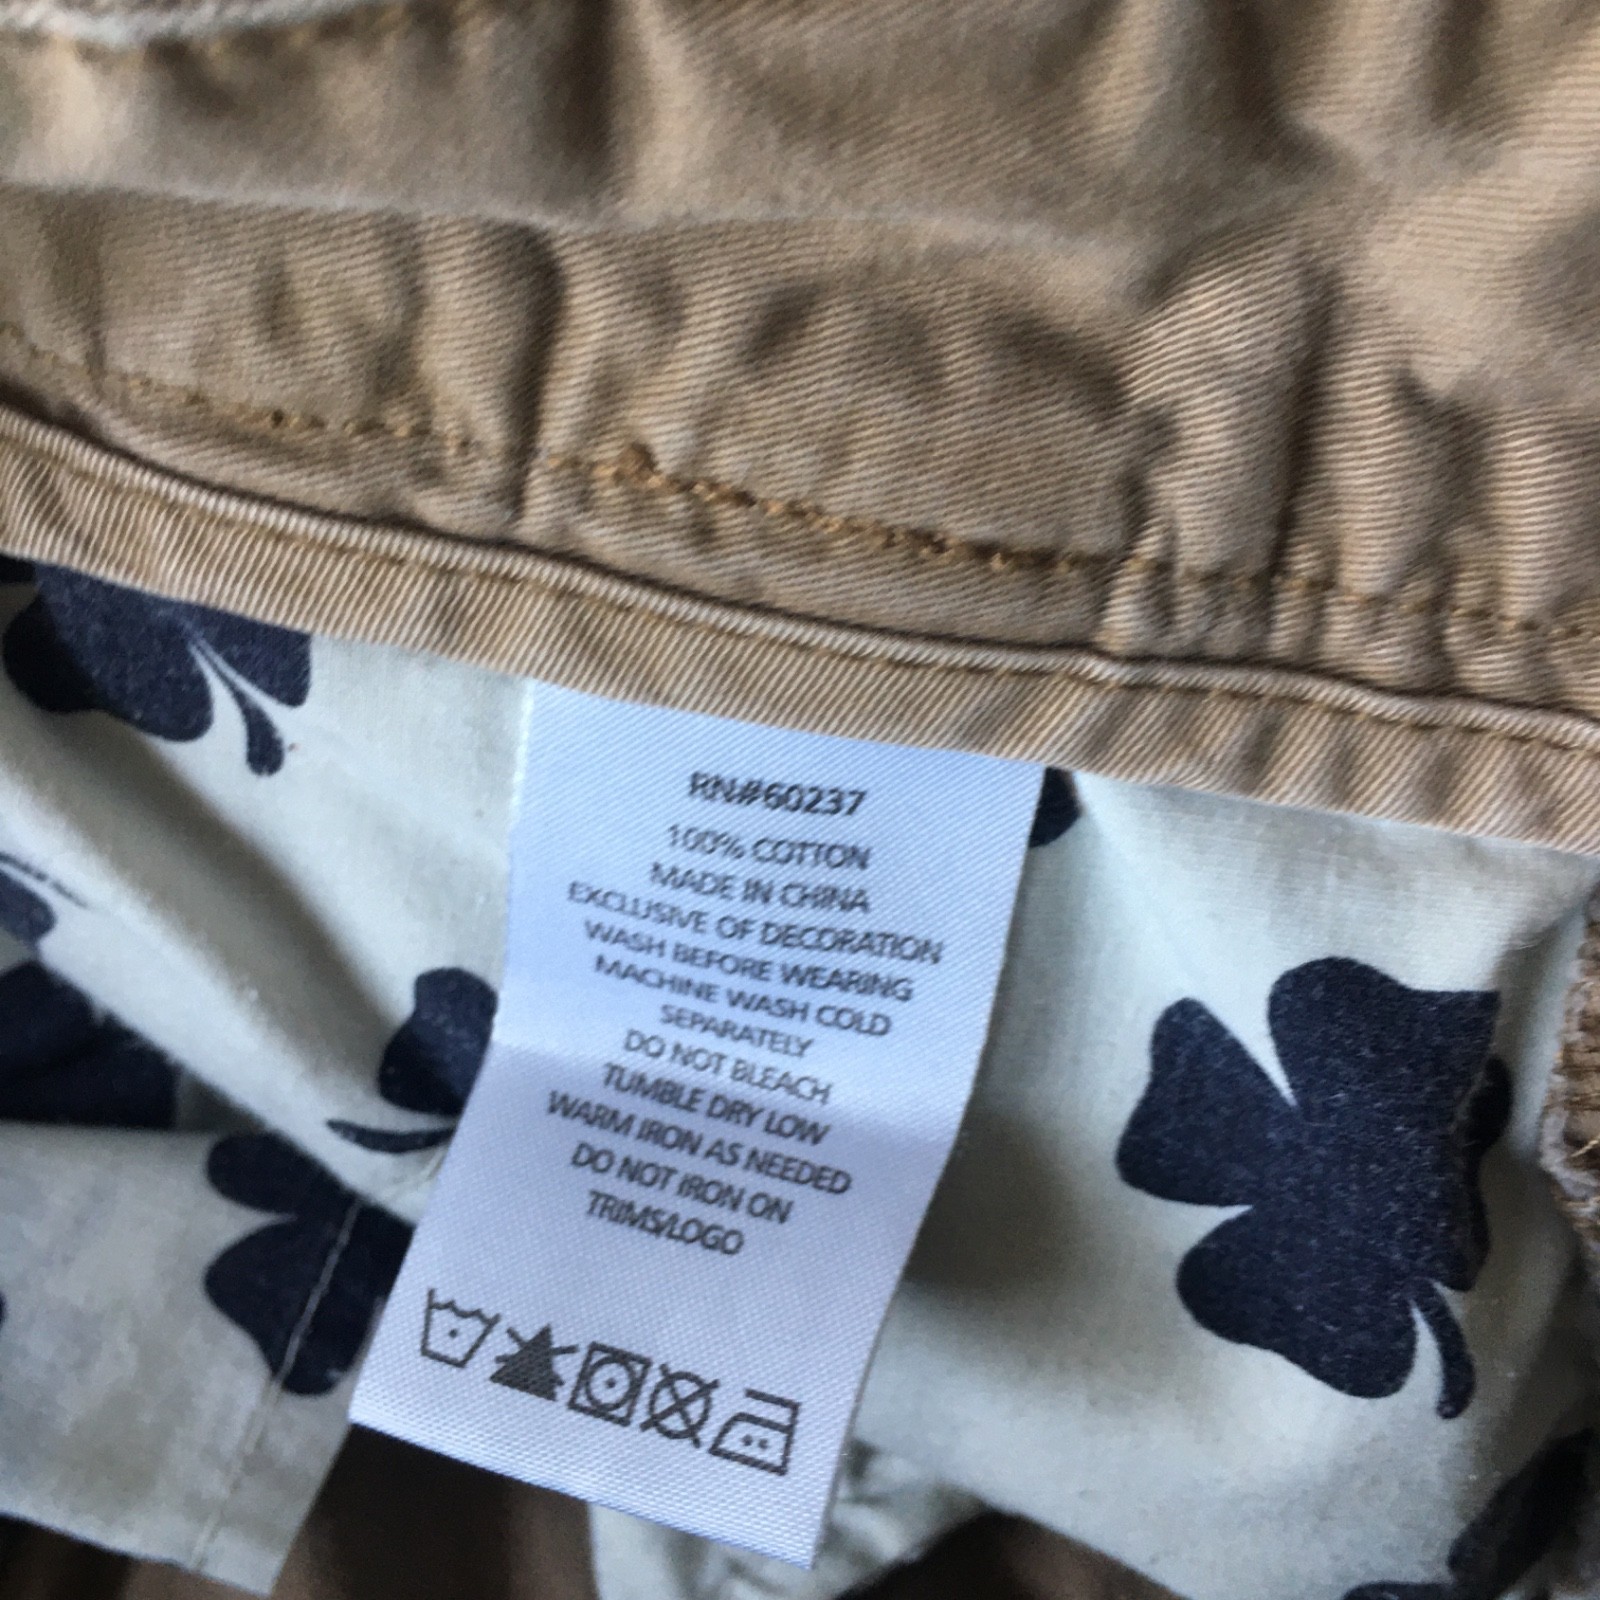 RN#60237
100% COTTON
MADE IN CHINA
EXCLUSIVE OF DECORATION
WASH BEFORE WEARING
MACHINE WASH COLD
SEPARATELY
DO NOT BLEACH
TUMBLE DRY LOW
WARM IRON AS NEEDED
DO NOT IRON ON
TRIMS/LOGO